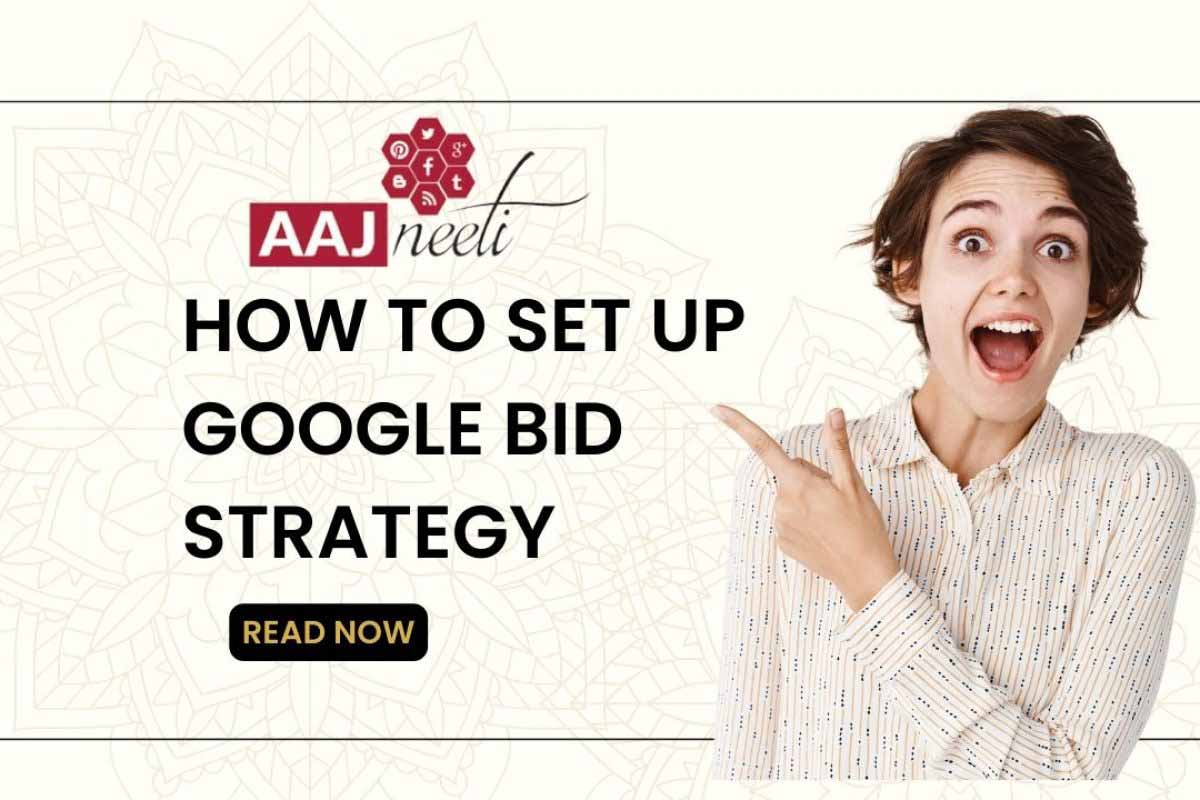 AAJ neeti
HOW TO SET UP
GOOGLE BID
STRATEGY
READ NOW